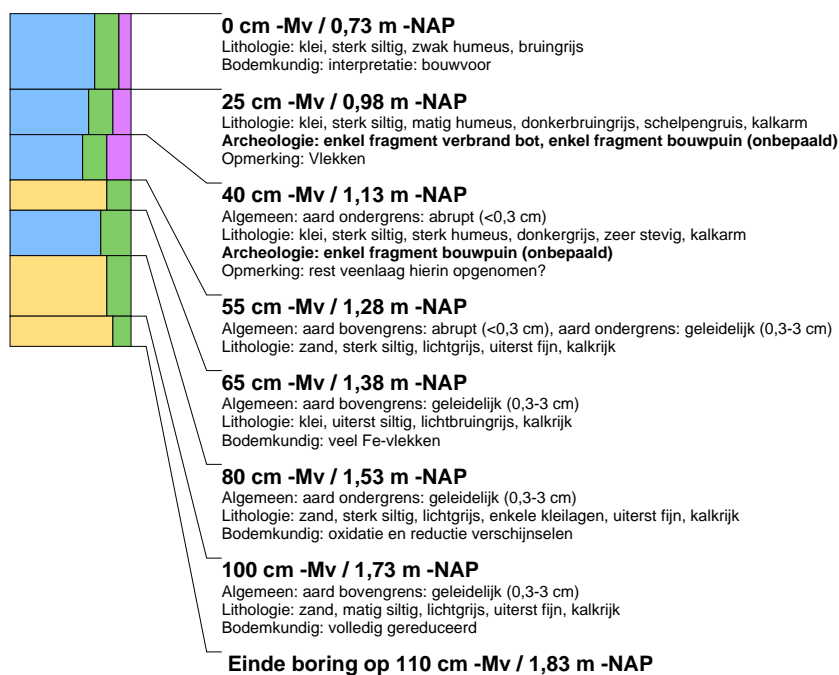 0 cm -Mv / 0,73 m -NAP
Lithologie: klei, sterk siltig, zwak humeus, bruingrijs
Bodemkundig: interpretatie: bouwvoor
25 cm -Mv / 0,98 m -NAP
Lithologie: klei, sterk siltig, matig humeus, donkerbruingrijs, schelpengruis, kalkarm
Archeologie: enkel fragment verbrand bot, enkel fragment bouwpuin (onbepaald)
Opmerking: Vlekken
40 cm -Mv / 1,13 m -NAP
Algemeen: aard ondergrens: abrupt (<0,3 cm)
Lithologie: klei, sterk siltig, sterk humeus, donkergrijs, zeer stevig, kalkarm
Archeologie: enkel fragment bouwpuin (onbepaald)
Opmerking: rest veenlaag hierin opgenomen?
55 cm -Mv / 1,28 m -NAP
Algemeen: aard bovengrens: abrupt (<0,3 cm), aard ondergrens: geleidelijk (0,3-3 cm)
Lithologie: zand, sterk siltig, lichtgrijs, uiterst fijn, kalkrijk
65 cm -Mv / 1,38 m -NAP
Algemeen: aard bovengrens: geleidelijk (0,3-3 cm)
Lithologie: klei, uiterst siltig, lichtbruingrijs, kalkrijk
Bodemkundig: veel Fe-vlekken
80 cm -Mv / 1,53 m -NAP
Algemeen: aard ondergrens: geleidelijk (0,3-3 cm)
Lithologie: zand, sterk siltig, lichtgrijs, enkele kleilagen, uiterst fijn, kalkrijk
Bodemkundig: oxidatie en reductie verschijnselen
100 cm -Mv / 1,73 m -NAP
Algemeen: aard bovengrens: geleidelijk (0,3-3 cm)
Lithologie: zand, matig siltig, lichtgrijs, uiterst fijn, kalkrijk
Bodemkundig: volledig gereduceerd
Einde boring op 110 cm -Mv / 1,83 m -NAP